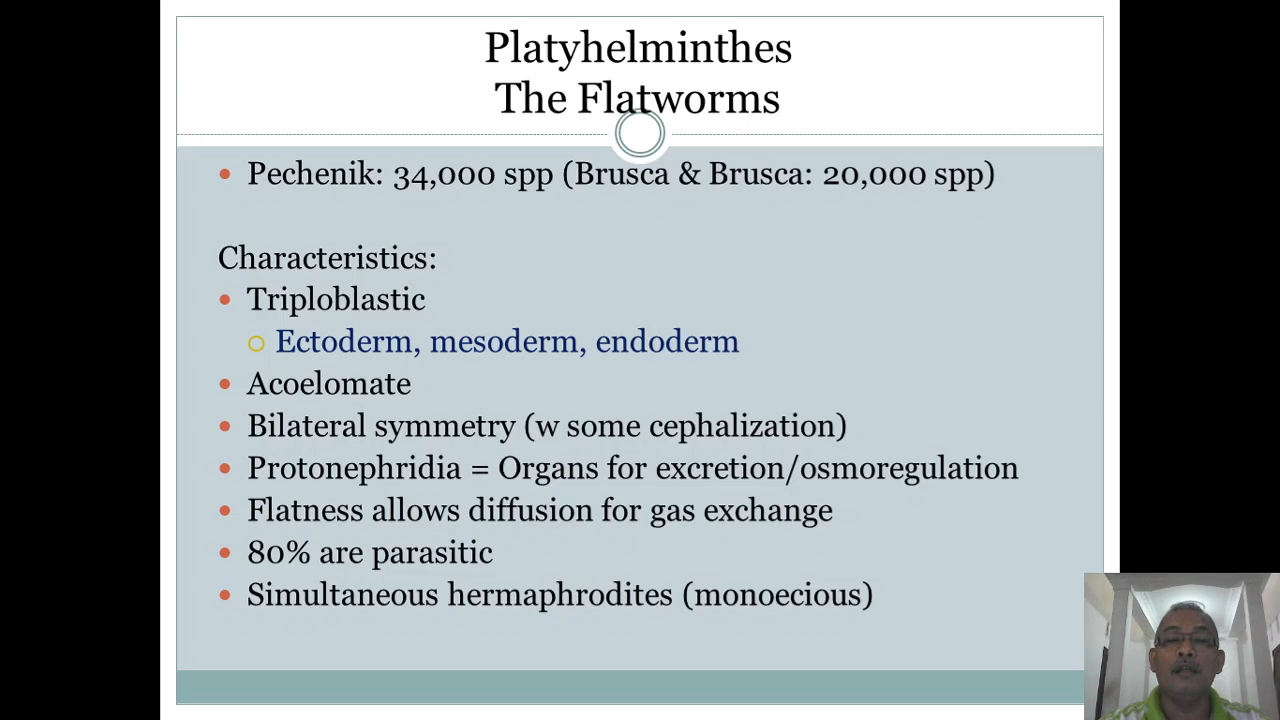 Platyhelminthes
The Flatworms
• Pechenik: 34,000 spp (Brusca & Brusca: 20,000 spp)
Characteristics:
• Triploblastic
○ Ectoderm, mesoderm, endoderm
• Acoelomate
• Bilateral symmetry (w some cephalization)
• Protonephridia = Organs for excretion/osmoregulation
• Flatness allows diffusion for gas exchange
• 80% are parasitic
• Simultaneous hermaphrodites (monoecious)